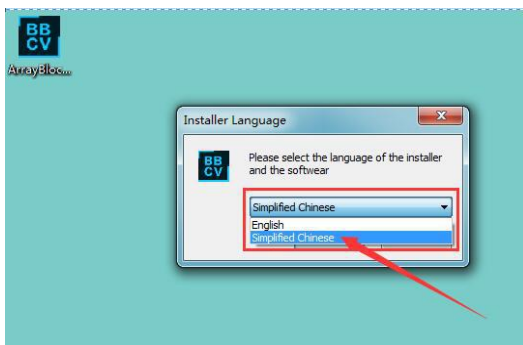 BB
CV
ArrayBloc...
Installer Language
BB
CV
Please select the language of the installer
and the softwear
Simplified Chinese
English
Simplified Chinese